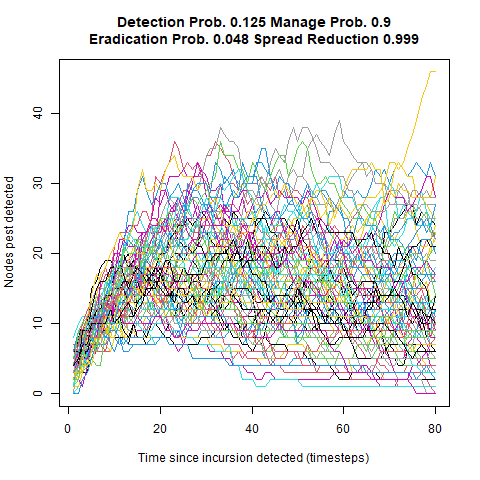 Detection Prob. 0.125 Manage Prob. 0.9
Eradication Prob. 0.048 Spread Reduction 0.999
Nodes pest detected
40
30
20
10
0
0 20 40 60 80
Time since incursion detected (timesteps)